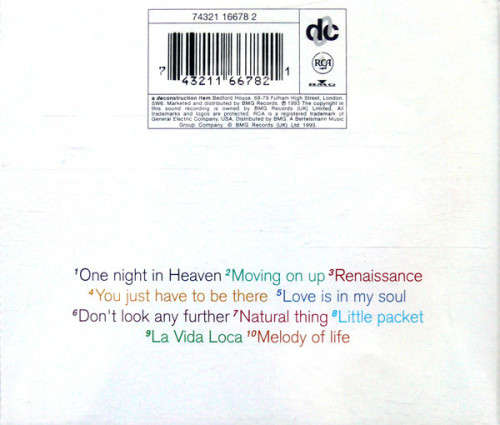 74321 16678 2
7 43211 66782 1
dc
RCA
BMG
a deconstruction item Bedford House. 69-79 Fulham High Street, London,
SW6. Marketed and distributed by BMG Records. ℗ 1993 The copyright in
this sound recording is owned by BMG Records (UK) Limited. All
trademarks and logos are protected. RCA is a registered trademark of
General Electric Company, USA. Distributed by BMG. A Bertelsmann Music
Group. Company. © BMG Records (UK) Ltd. 1993.
1One night in Heaven 2Moving on up 3Renaissance
4You just have to be there 5Love is in my soul
6Don't look any further 7Natural thing 8Little packet
9La Vida Loca 10Melody of life